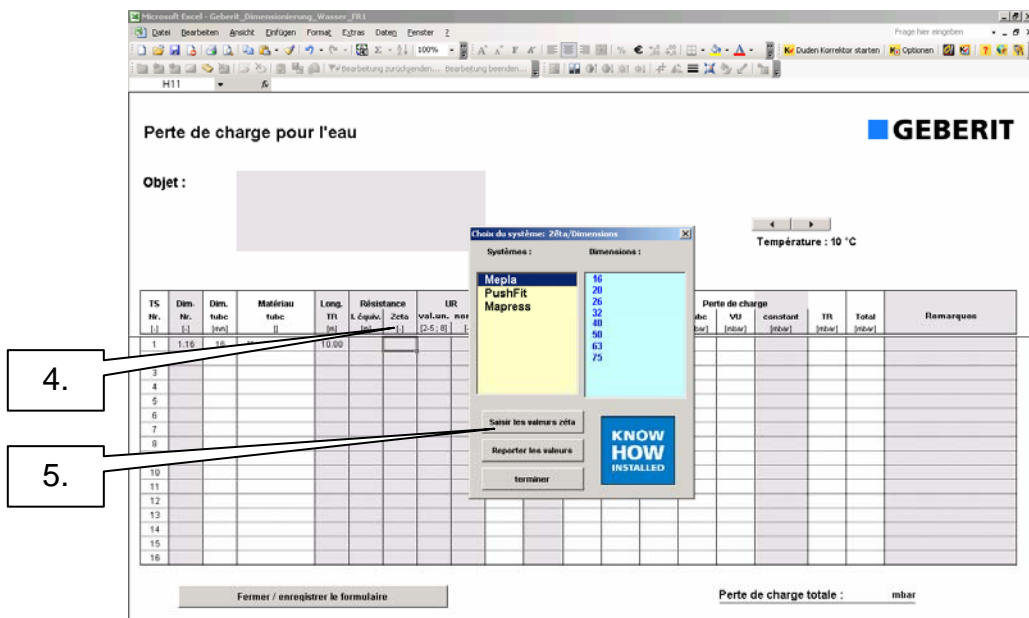 Microsoft Excel - Geberit_Dimensionierung_Wasser_FR1
Datei Bearbeiten Ansicht Einfügen Format Extras Daten Fenster ?
Frage hier eingeben
100%
Duden Korrektor starten
Optionen
Bearbeitung zurückgenden... Bearbeitung beenden...
H11
fx
Perte de charge pour l'eau
GEBERIT
Objet :
Température : 10 °C
Choix du système: Zêta/Dimensions
Systèmes : Dimensions :
Mepla
PushFit
Mapress
16
20
26
32
40
50
63
75
Saisir les valeurs zéta
Reporter les valeurs
terminer
KNOW
HOW
INSTALLED
TS Dim- Dim. Matériau Long. Résistance UR Perte de charge
Nr. Nr. tube tube TR L équiv. Zeta val.un. VU constant TR Total Remarques
[-] [-] [mm] [] [m] [m] [-] [2-5 ; 8] [mbar] [mbar] [mbar] [mbar]
1 1.16 16 10.00
3
4
5
6
7
8
10
11
12
13
14
15
16
4.
5.
Fermer / enregistrer le formulaire
Perte de charge totale : mbar